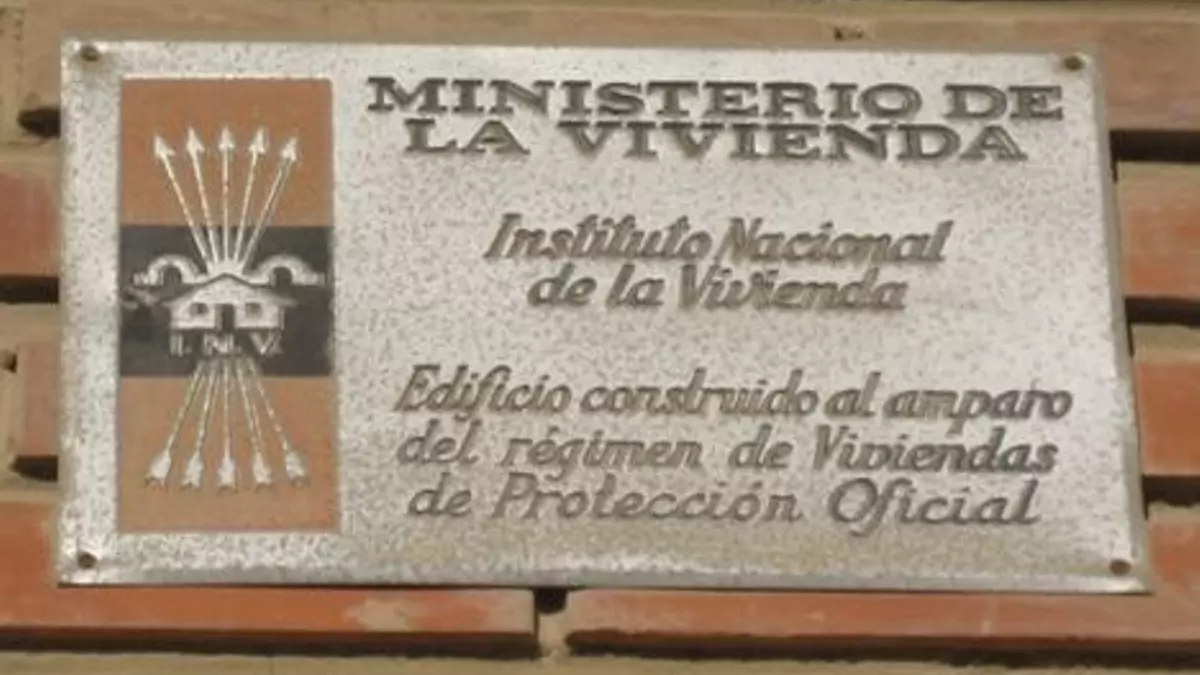 MINISTERIO DE
LA VIVIENDA
Instituto Nacional
de la Vivienda
Edificio construido al amparo
del régimen de Viviendas
de Protección Oficial
I. N. V.